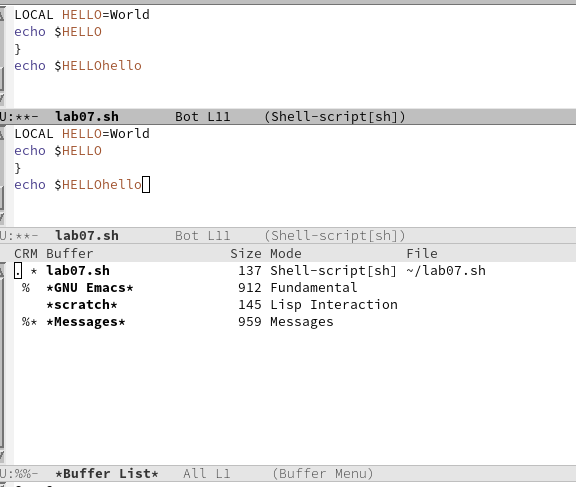 LOCAL HELLO=World
echo $HELLO
}
echo $HELLOhello
U:**- lab07.sh Bot L11 (Shell-script[sh])
LOCAL HELLO=World
echo $HELLO
}
echo $HELLOhello
U:**- lab07.sh Bot L11 (Shell-script[sh])
CRM Buffer Size Mode File
. * lab07.sh 137 Shell-script[sh] ~/lab07.sh
% *GNU Emacs* 912 Fundamental
*scratch* 145 Lisp Interaction
%* *Messages* 959 Messages
U:%%- *Buffer List* All L1 (Buffer Menu)